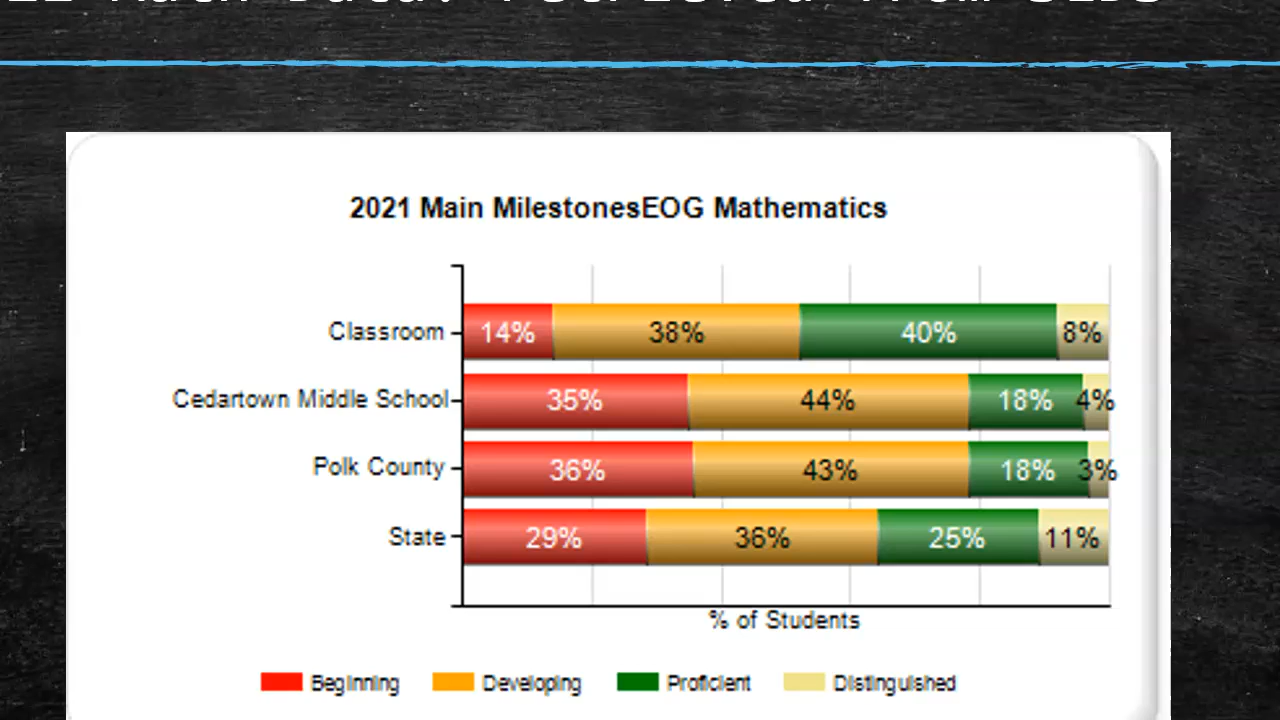 2021 Main MilestonesEOG Mathematics
Classroom 14% 38% 40% 8%
Cedartown Middle School 35% 44% 18% 4%
Polk County 36% 43% 18% 3%
State 29% 36% 25% 11%
% of Students
Beginning Developing Proficient Distinguished